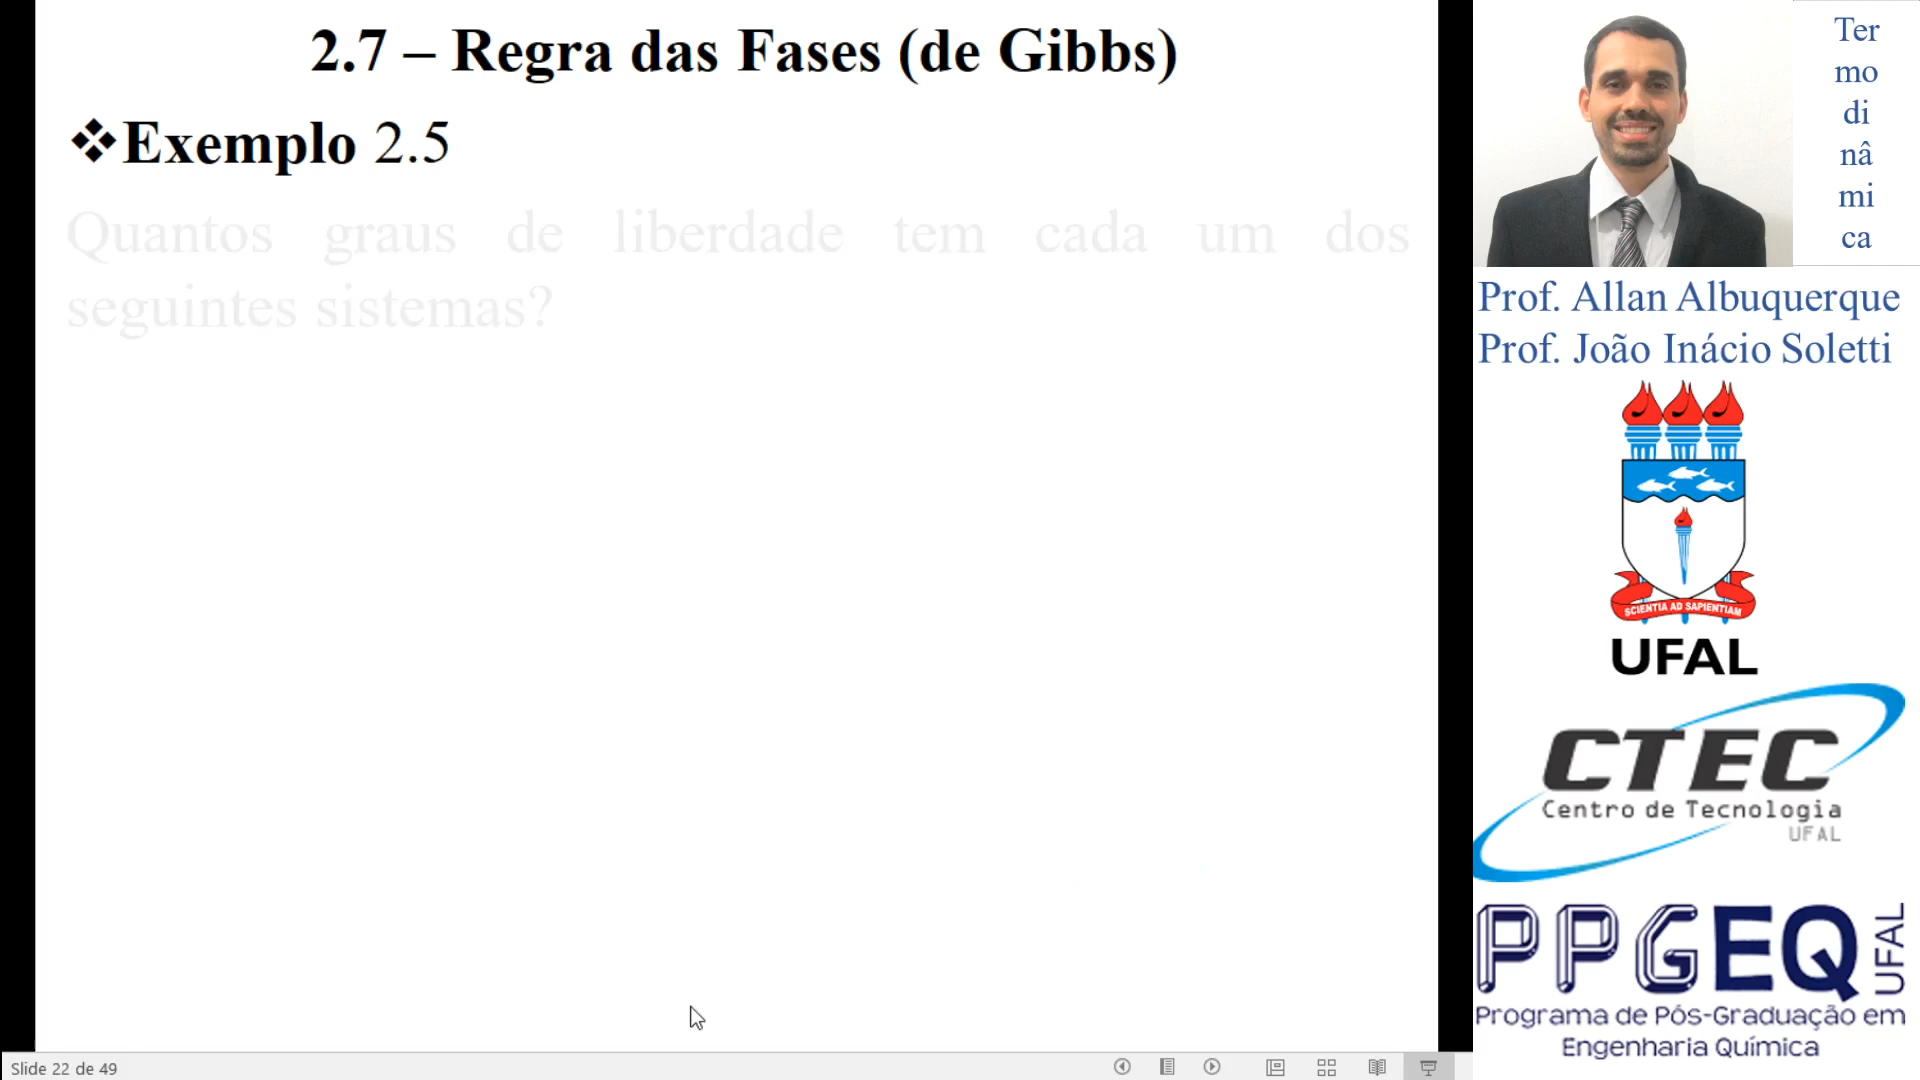 2.7 – Regra das Fases (de Gibbs)
❖Exemplo 2.5
Quantos graus de liberdade tem cada um dos
seguintes sistemas?
Slide 22 de 49
Ter
mo
di
nâ
mi
ca
Prof. Allan Albuquerque
Prof. João Inácio Soletti
SCIENTIA AD SAPIENTIAM
UFAL
CTEC
Centro de Tecnologia
UFAL
PPGEQ
UFAL
Programa de Pós-Graduação em
Engenharia Química